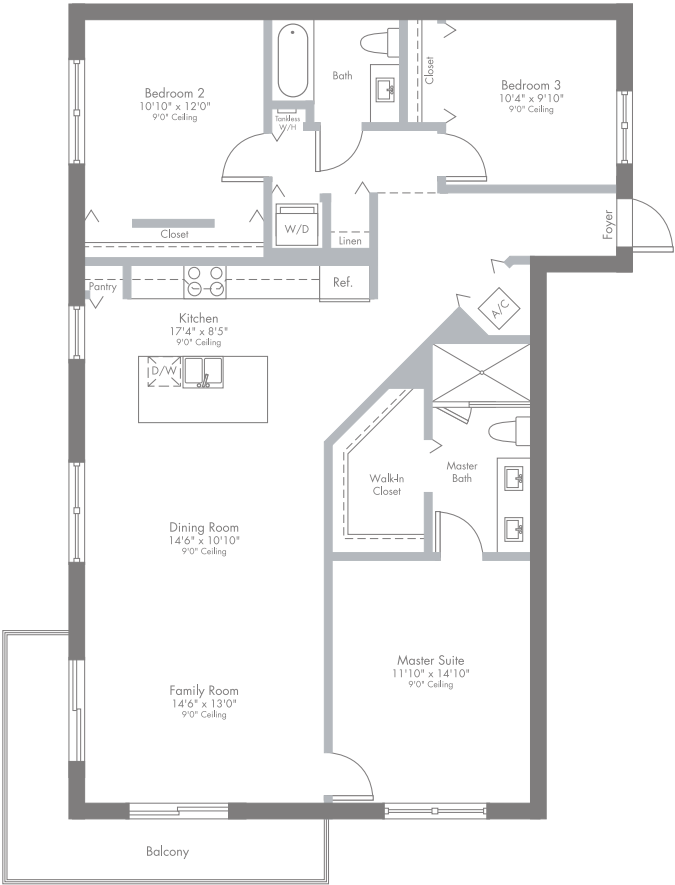 Bedroom 2
10'10" x 12'0"
9'0" Ceiling
Bath
Closet
Bedroom 3
10'4" x 9'10"
9'0" Ceiling
Tankless
W/H
Closet
W/D
Linen
Foyer
Pantry
Ref.
A/C
Kitchen
17'4" x 8'5"
9'0" Ceiling
D/W
Walk-In
Closet
Master
Bath
Dining Room
14'6" x 10'10"
9'0" Ceiling
Master Suite
11'10" x 14'10"
9'0" Ceiling
Family Room
14'6" x 13'0"
9'0" Ceiling
Balcony